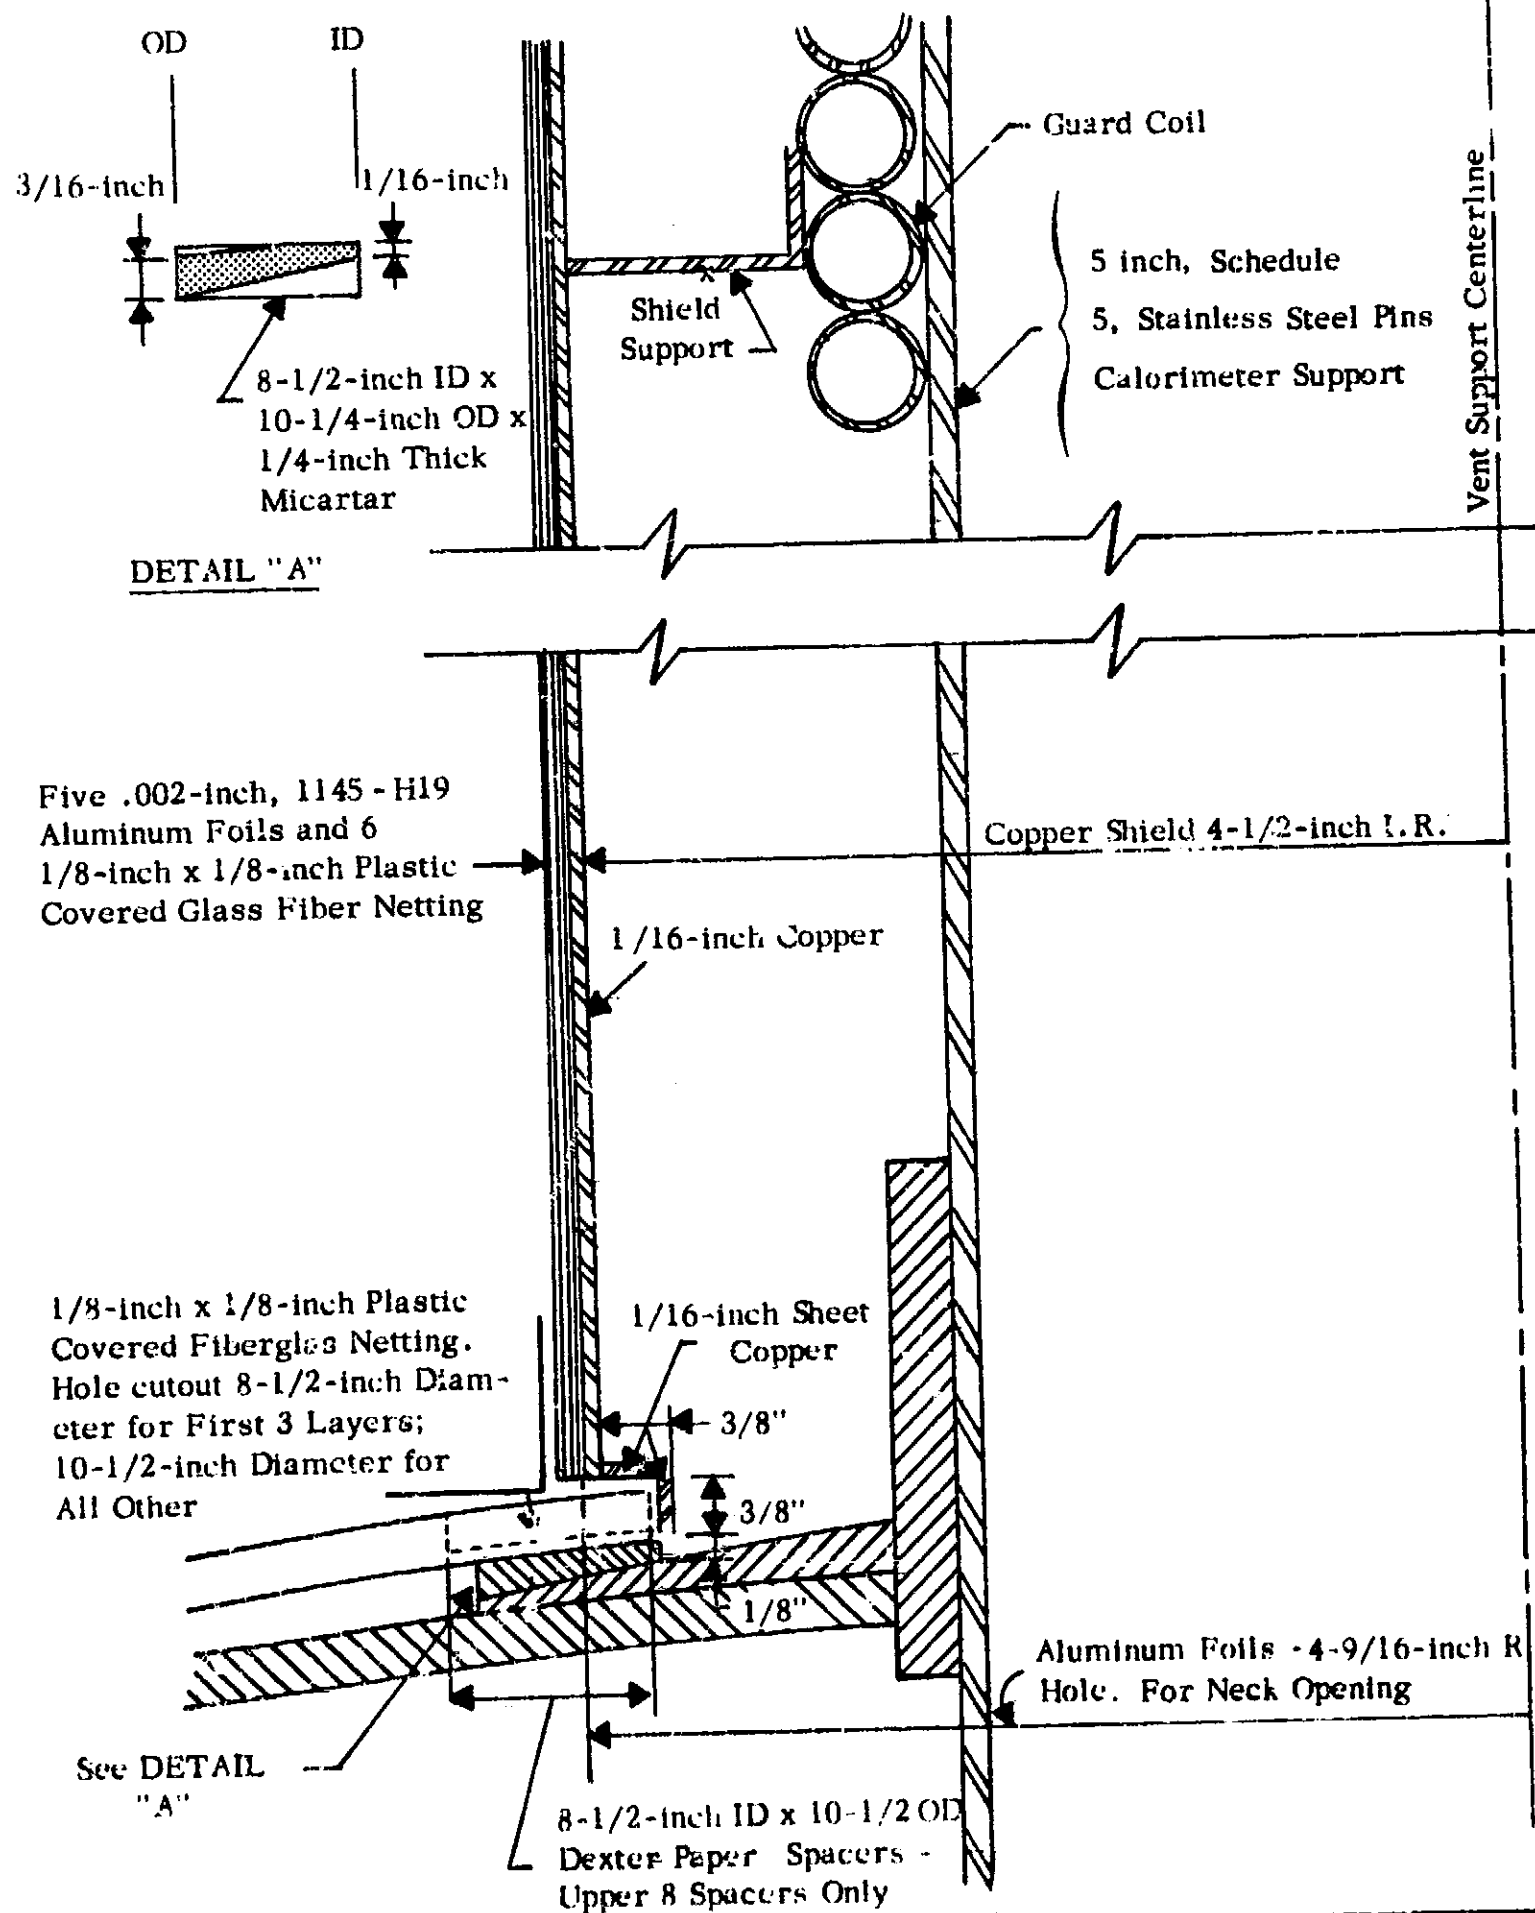 OD
ID
3/16-inch
1/16-inch
8-1/2-inch ID x
10-1/4-inch OD x
1/4-inch Thick
Micartar
DETAIL "A"
Guard Coil
Shield
Support
5 inch, Schedule
5, Stainless Steel Pins
Calorimeter Support
Vent Support Centerline
Five .002-inch, 1145-H19
Aluminum Foils and 6
1/8-inch x 1/8-inch Plastic
Covered Glass Fiber Netting
Copper Shield 4-1/2-inch I.R.
1/16-inch Copper
1/8-inch x 1/8-inch Plastic
Covered Fiberglas Netting.
Hole cutout 8-1/2-inch Diam-
eter for First 3 Layers;
10-1/2-inch Diameter for
All Other
1/16-inch Sheet
Copper
3/8"
3/8"
1/8"
Aluminum Foils - 4-9/16-inch R
Hole. For Neck Opening
See DETAIL
"A"
8-1/2-inch ID x 10-1/2 OD
Dexter Paper Spacers -
Upper 8 Spacers Only